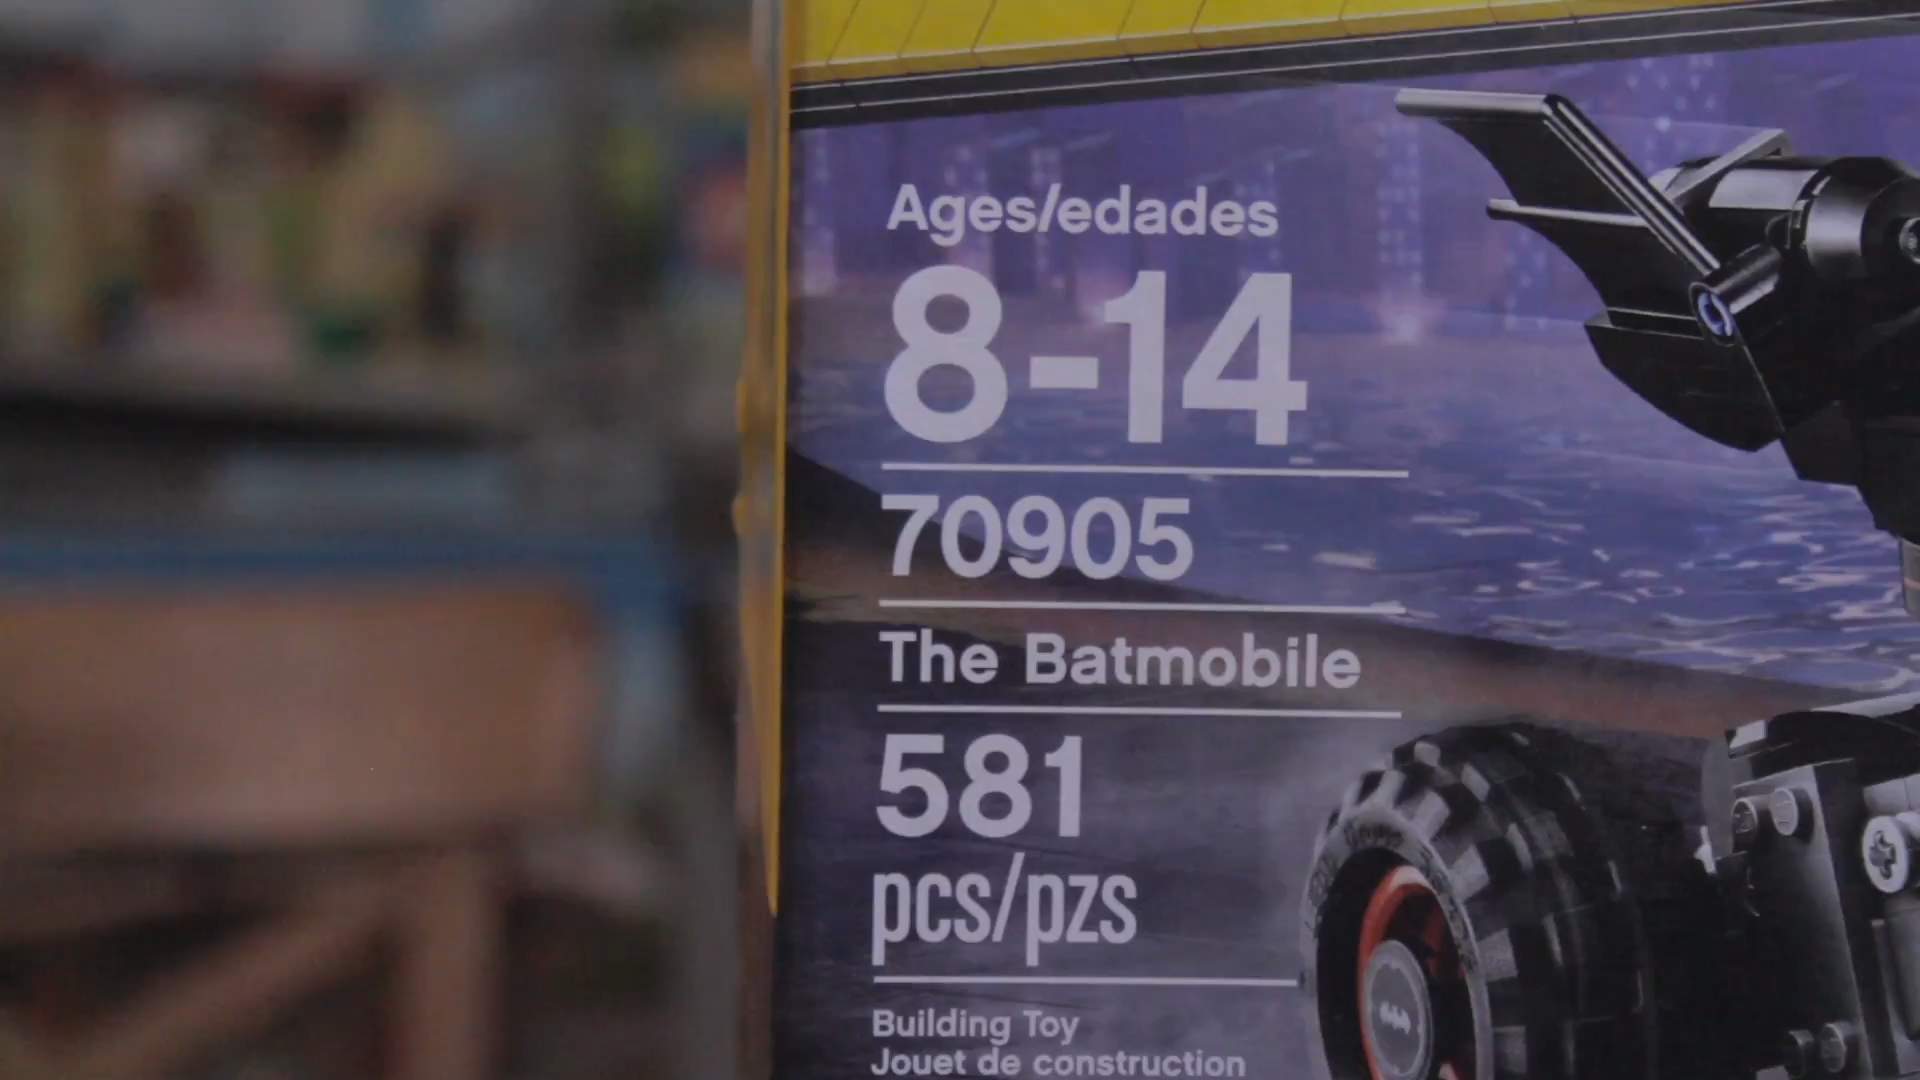 Ages/edades
8-14
70905
The Batmobile
581
pcs/pzs
Building Toy
Jouet de construction